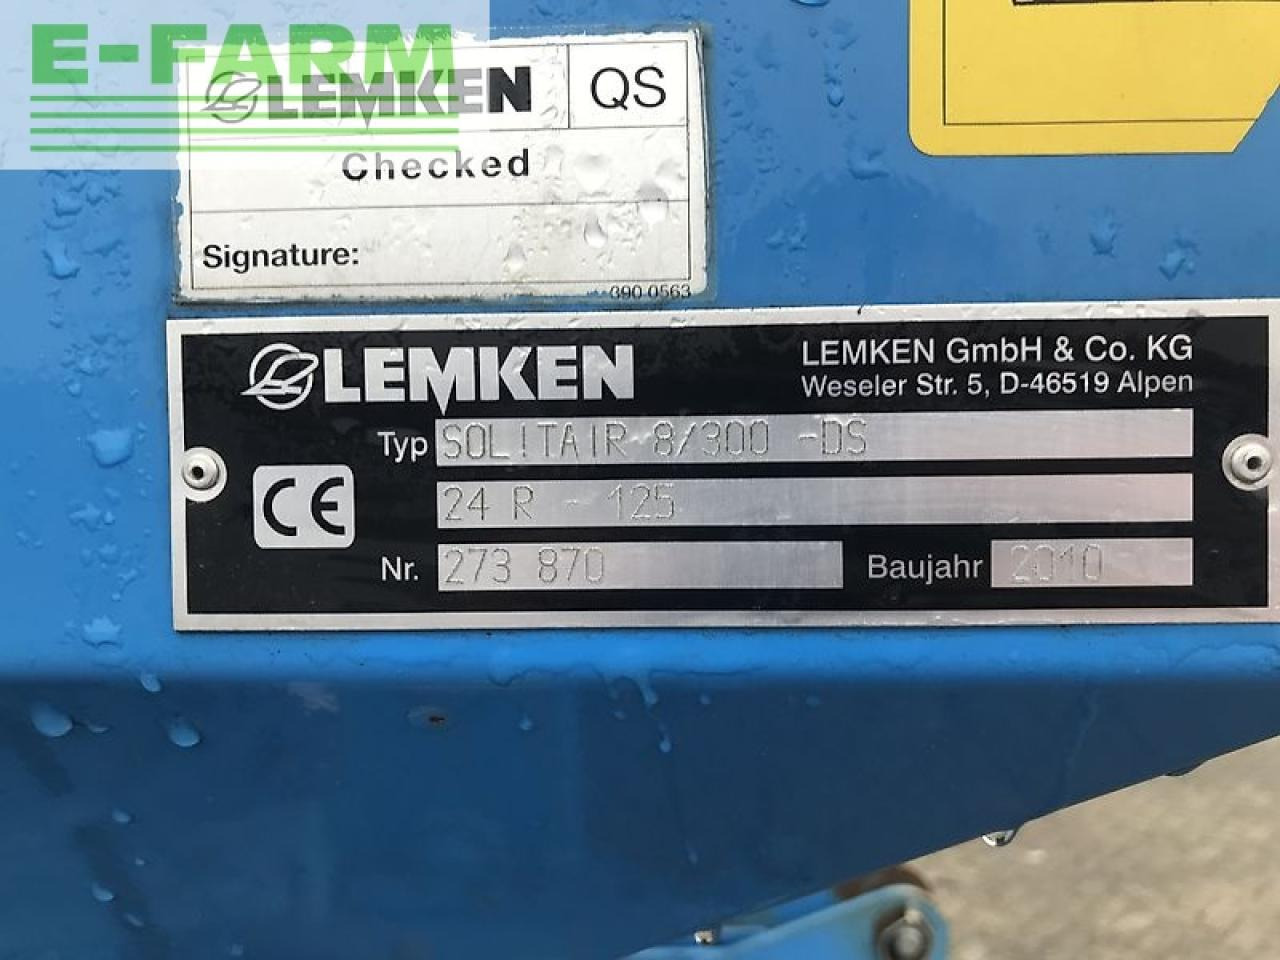 E-FARM
LEMKEN QS
Checked
Signature:
390 0563
LEMKEN
LEMKEN GmbH & Co. KG
Weseler Str. 5, D-46519 Alpen
Typ SOLITAIR 8/300 -DS
24 R - 125
CE
Nr. 273 870 Baujahr 2010